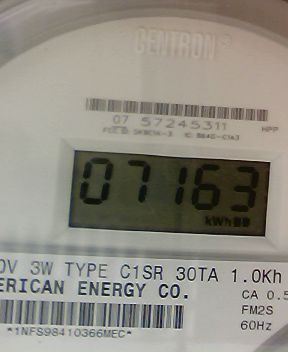 CENTRON®
07 57245311
HPP
07163
kWh
0V 3W TYPE C1SR 30TA 1.0Kh
ERICAN ENERGY CO.
CA 0.5
FM2S
60Hz
*1NFS98410366MEC*